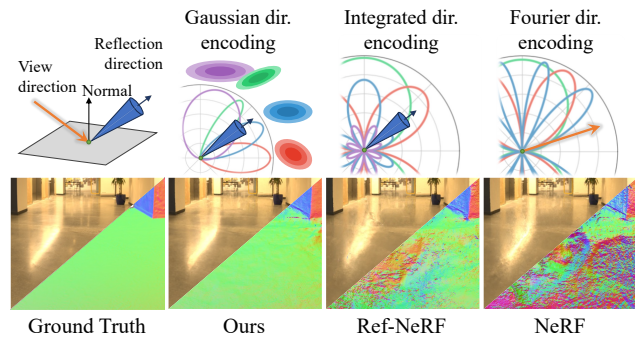 Gaussian dir.
encoding
Integrated dir.
encoding
Fourier dir.
encoding
Reflection
direction
View
direction
Normal
Ground Truth
Ours
Ref-NeRF
NeRF